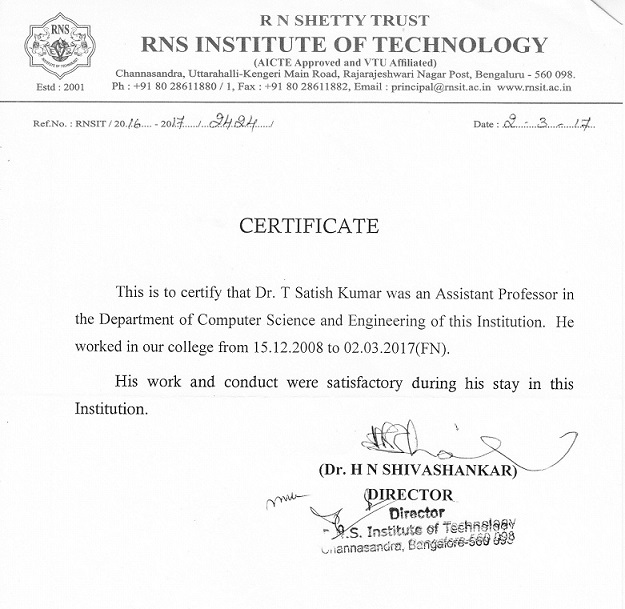 R N SHETTY TRUST
RNS INSTITUTE OF TECHNOLOGY
(AICTE Approved and VTU Affiliated)
Channasandra, Uttarahalli-Kengeri Main Road, Rajarajeshwari Nagar Post, Bengaluru - 560 098.
Ph : +91 80 28611880 / 1, Fax : +91 80 28611882, Email : principal@rnsit.ac.in www.rnsit.ac.in
RNS
INSTITUTE OF TECHNOLOGY
Estd : 2001
Ref.No. : RNSIT / 2016.... - 2017....../...2424....../
Date : 2 - 3 - 17
CERTIFICATE
This is to certify that Dr. T Satish Kumar was an Assistant Professor in
the Department of Computer Science and Engineering of this Institution. He
worked in our college from 15.12.2008 to 02.03.2017(FN).
His work and conduct were satisfactory during his stay in this
Institution.
(Dr. H N SHIVASHANKAR)
DIRECTOR
Director
.S. Institute of Technology
Channasandra, Bangalore-560 098